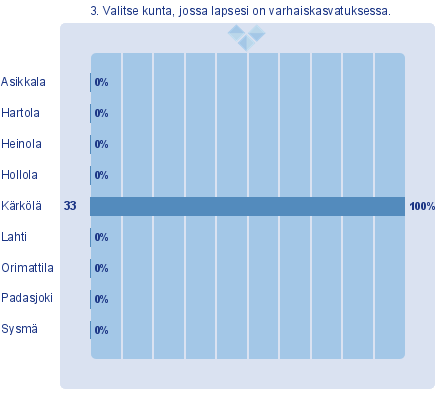 3. Valitse kunta, jossa lapsesi on varhaiskasvatuksessa.
Asikkala 0%
Hartola 0%
Heinola 0%
Hollola 0%
Kärkölä 33 100%
Lahti 0%
Orimattila 0%
Padasjoki 0%
Sysmä 0%